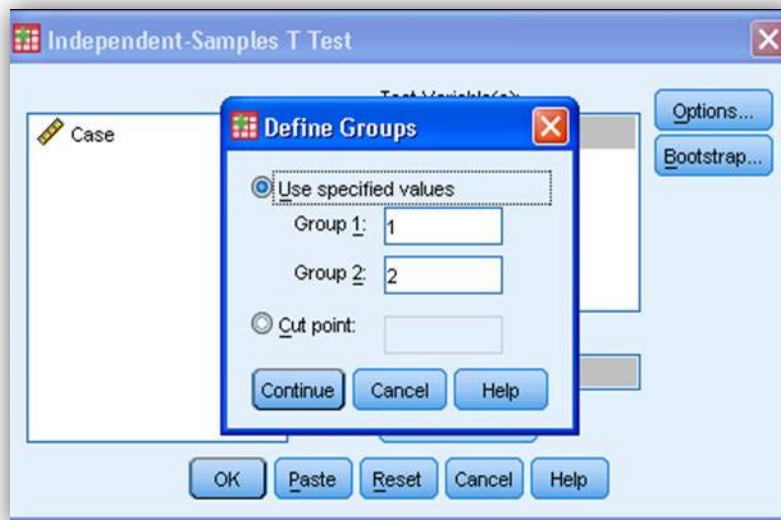 Independent-Samples T Test
Case
Options...
Bootstrap...
Define Groups
Use specified values
Group 1: 1
Group 2: 2
Cut point:
Continue Cancel Help
OK Paste Reset Cancel Help